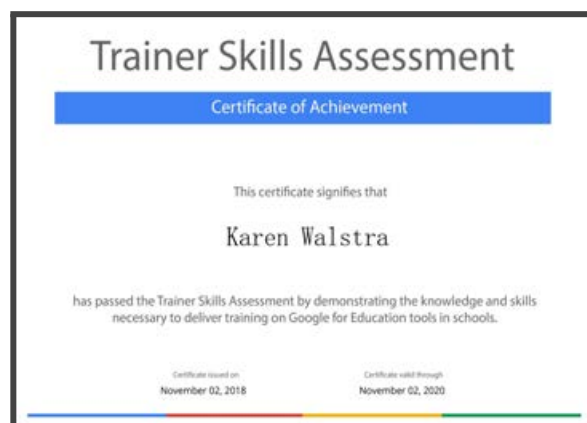 Trainer Skills Assessment
Certificate of Achievement
This certificate signifies that
Karen Walstra
has passed the Trainer Skills Assessment by demonstrating the knowledge and skills
necessary to deliver training on Google for Education tools in schools.
Certificate issued on
Certificate valid through
November 02, 2018
November 02, 2020